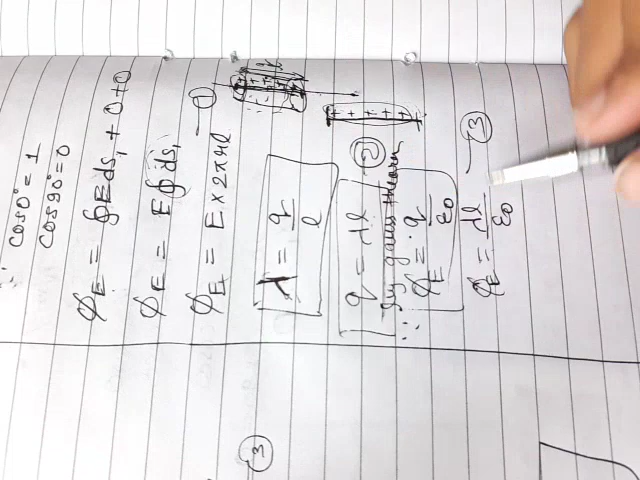 ∵ cos0° = 1
cos90° = 0
ϕE = ∮Eds₁ + 0 + 0
ϕE = E∮ds₁
ϕE = E × 2πrl —①
λ = q/l
q = λl —②
∴ by gauss theorem
ϕE = q/ε0
ϕE = λl/ε0 —③
③